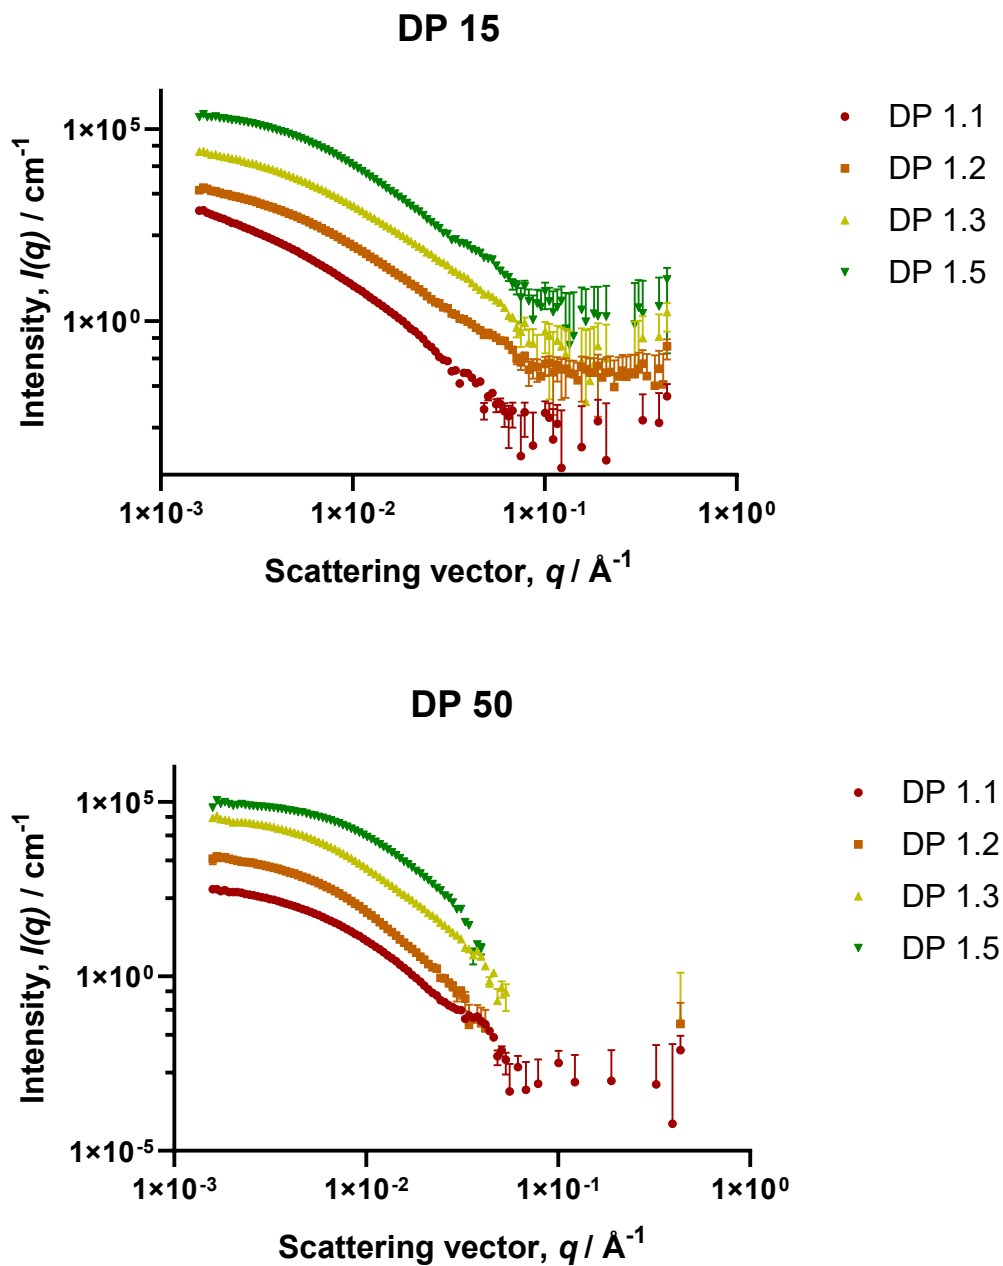 DP 15
1×10⁵
1×10⁰
Intensity, I(q) / cm⁻¹
1×10⁻³ 1×10⁻² 1×10⁻¹ 1×10⁰
Scattering vector, q / Å⁻¹
DP 1.1
DP 1.2
DP 1.3
DP 1.5
DP 50
1×10⁵
1×10⁰
1×10⁻⁵
Intensity, I(q) / cm⁻¹
1×10⁻³ 1×10⁻² 1×10⁻¹ 1×10⁰
Scattering vector, q / Å⁻¹
DP 1.1
DP 1.2
DP 1.3
DP 1.5